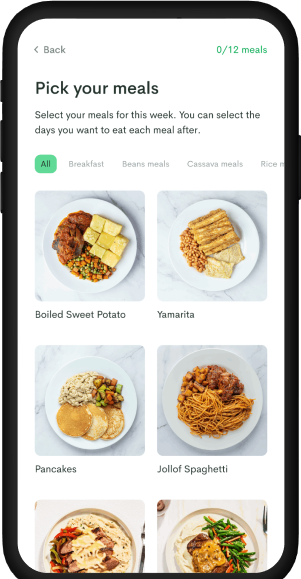 Back
0/12 meals
Pick your meals
Select your meals for this week. You can select the
days you want to eat each meal after.
All Breakfast Beans meals Cassava meals Rice m
Boiled Sweet Potato Yamarita
Pancakes Jollof Spaghetti